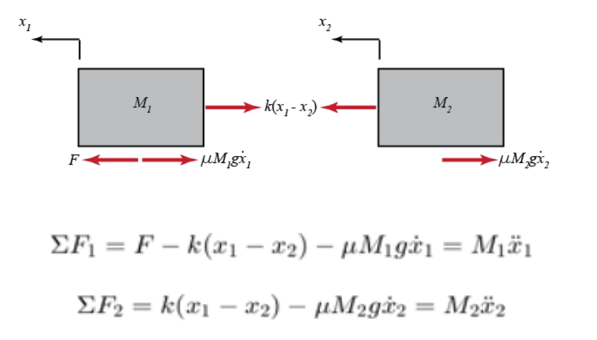 x₁ x₂
M₁ k(x₁ - x₂) M₂
F μM₁gẋ₁ μM₂gẋ₂
ΣF₁ = F − k(x₁ − x₂) − μM₁gẋ₁ = M₁ẍ₁
ΣF₂ = k(x₁ − x₂) − μM₂gẋ₂ = M₂ẍ₂